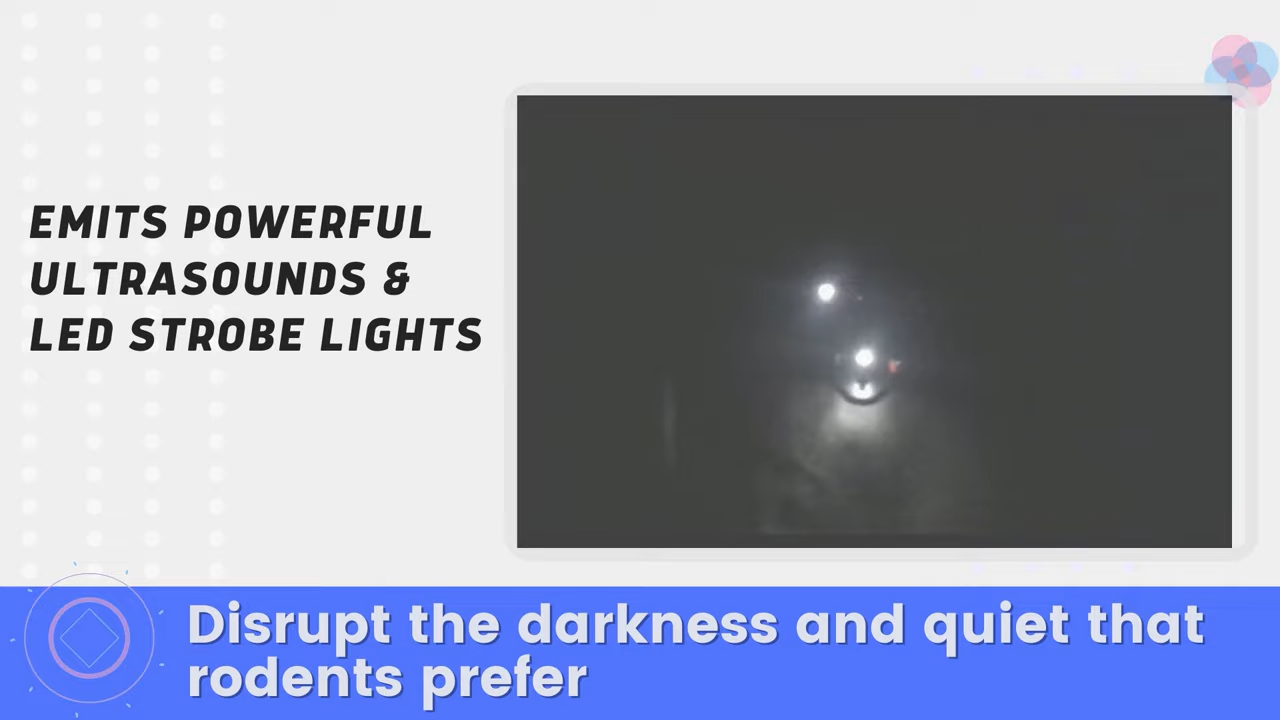 EMITS POWERFUL
ULTRASOUNDS &
LED STROBE LIGHTS
Disrupt the darkness and quiet that
rodents prefer